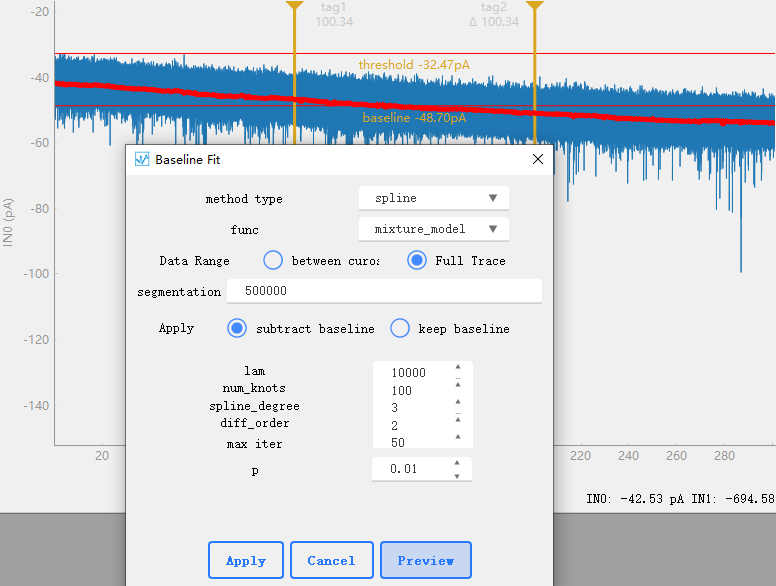 -20
tag1
100.34
tag2
Δ 100.34
threshold -32.47pA
-40
baseline -48.70pA
-60
-80
-100
-120
-140
IN0 (pA)
Baseline Fit
method type spline
func mixture_model
Data Range between curos Full Trace
segmentation 500000
Apply subtract baseline keep baseline
lam 10000
num_knots 100
spline_degree 3
diff_order 2
max iter 50
p 0.01
Apply Cancel Preview
20 220 240 260 280
IN0: -42.53 pA IN1: -694.58